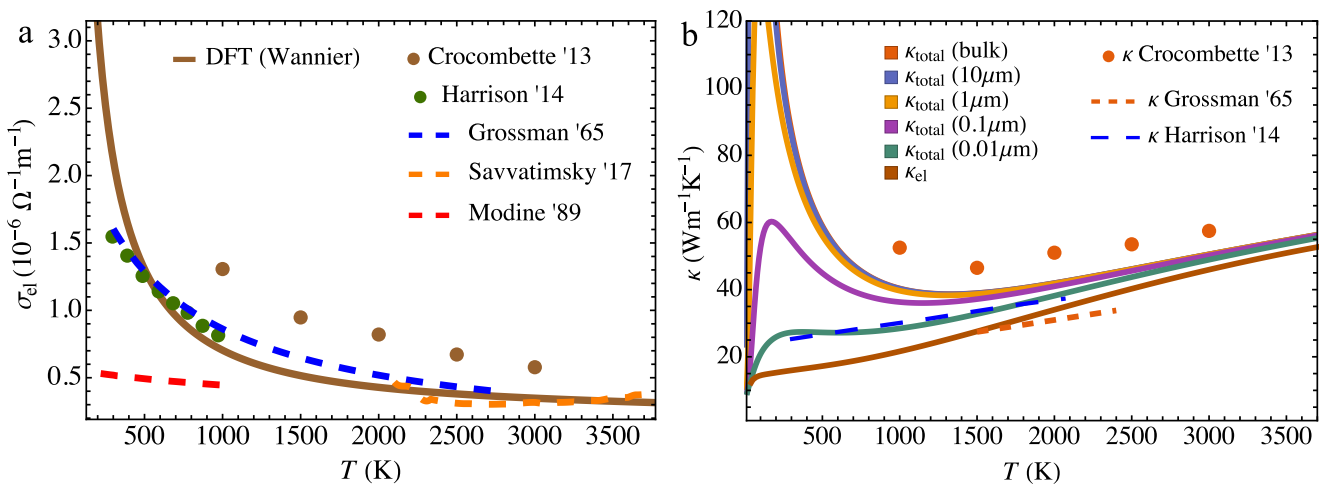 a
DFT (Wannier)
Crocombette '13
Harrison '14
Grossman '65
Savvatimsky '17
Modine '89
3.0
2.5
2.0
1.5
1.0
0.5
σel (10⁻⁶ Ω⁻¹m⁻¹)
500 1000 1500 2000 2500 3000 3500
T (K)
b
κtotal (bulk)
κtotal (10μm)
κtotal (1μm)
κtotal (0.1μm)
κtotal (0.01μm)
κel
κ Crocombette '13
κ Grossman '65
κ Harrison '14
120
100
80
60
40
20
κ (Wm⁻¹K⁻¹)
500 1000 1500 2000 2500 3000 3500
T (K)